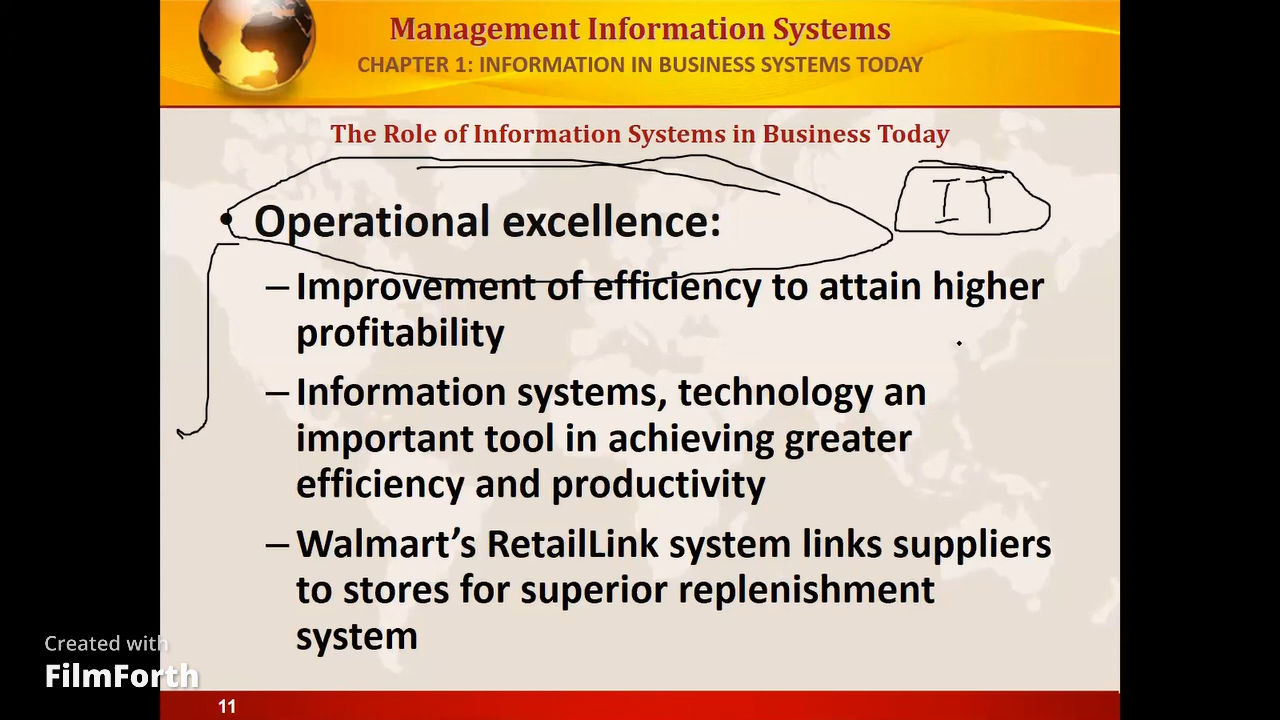 Management Information Systems
CHAPTER 1: INFORMATION IN BUSINESS SYSTEMS TODAY
The Role of Information Systems in Business Today
IT
• Operational excellence:
– Improvement of efficiency to attain higher
profitability
– Information systems, technology an
important tool in achieving greater
efficiency and productivity
– Walmart’s RetailLink system links suppliers
to stores for superior replenishment
system
Created with
FilmForth
11